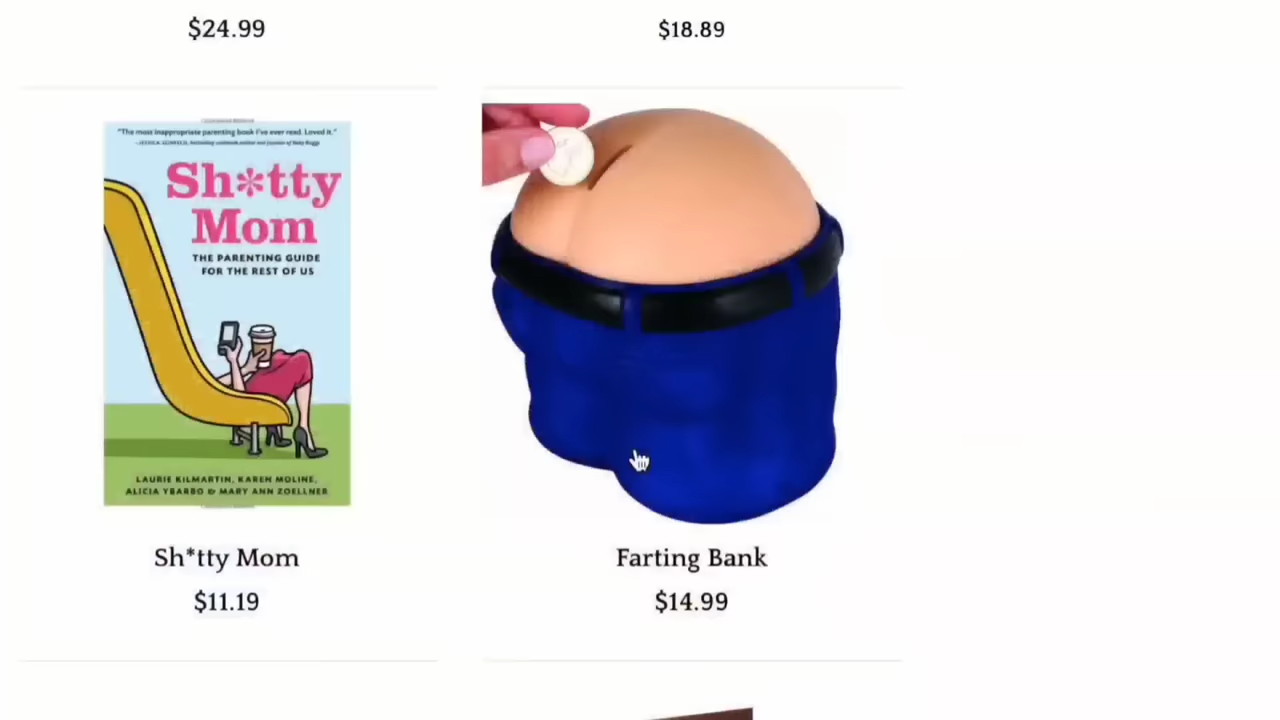 $24.99
$18.89
"The most inappropriate parenting book I've ever read. Loved it."
Sh*tty
Mom
THE PARENTING GUIDE
FOR THE REST OF US
LAURIE KILMARTIN, KAREN MOLINE,
ALICIA YBARBO & MARY ANN ZOELLNER
Sh*tty Mom
$11.19
Farting Bank
$14.99